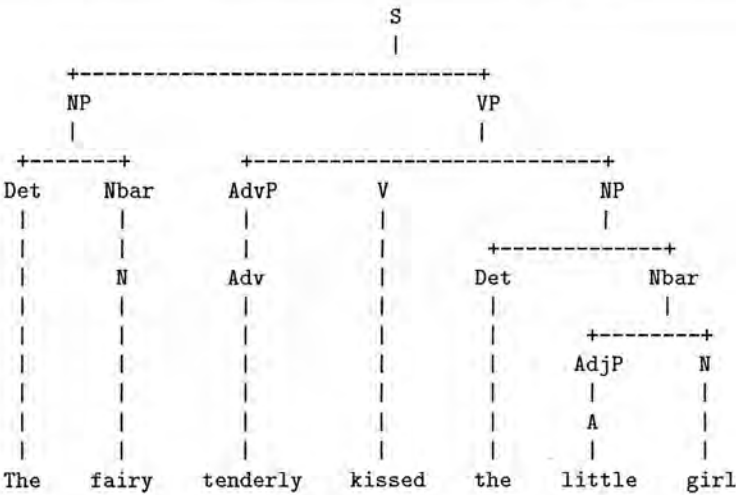 S
NP VP
Det Nbar AdvP V NP
N Adv Det Nbar
AdjP N
A
The fairy tenderly kissed the little girl